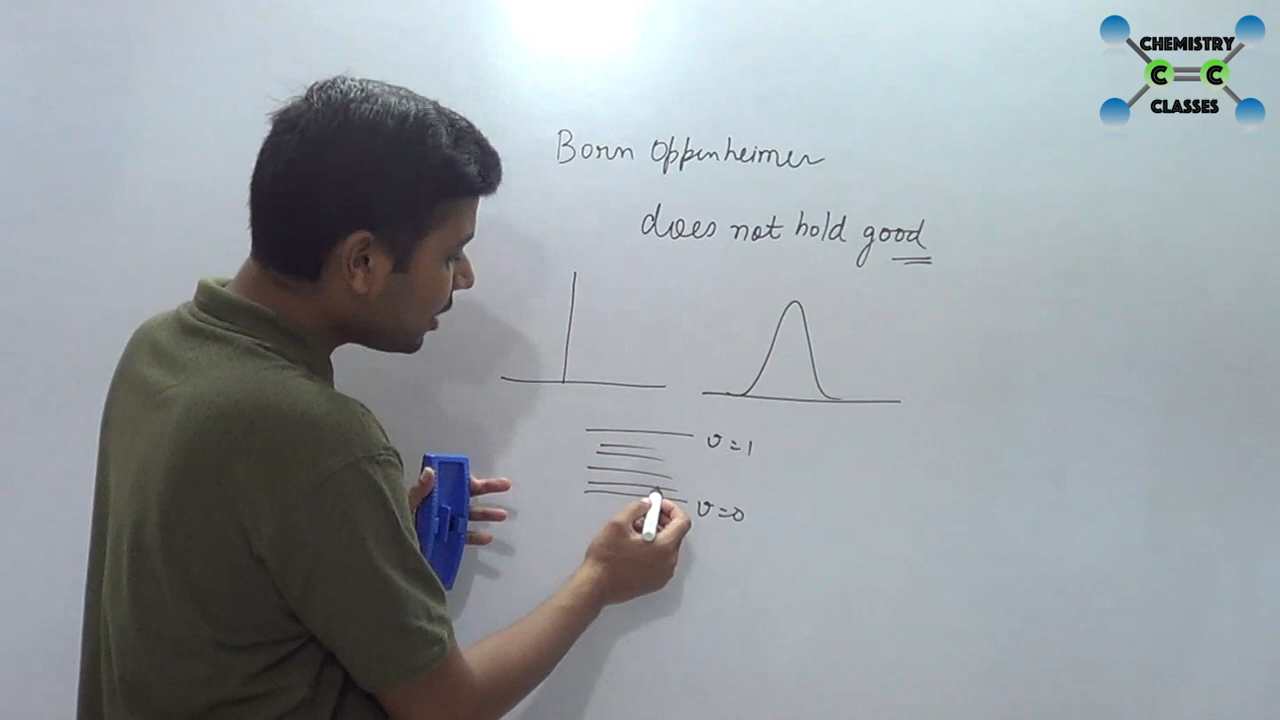 CHEMISTRY
C C
CLASSES
Born Oppenheimer
does not hold good
v=1
v=0